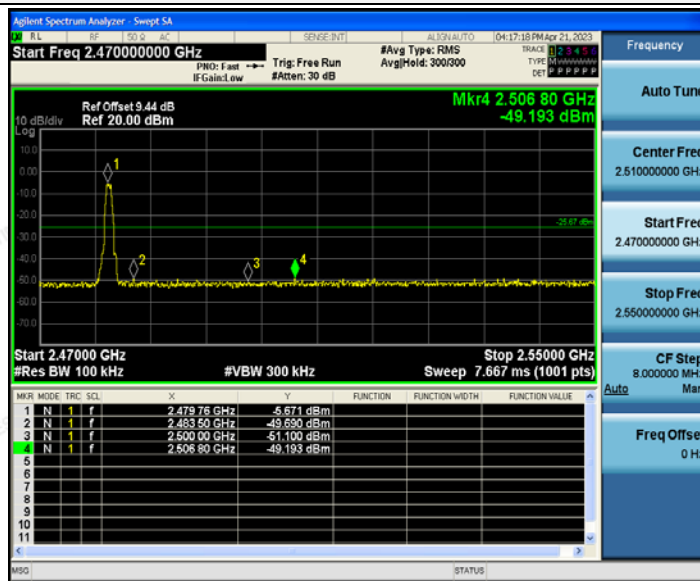 Agilent Spectrum Analyzer - Swept SA
RL RF 50 Ω AC SENSE:INT ALIGN AUTO 04:17:18 PM Apr 21, 2023
Start Freq 2.470000000 GHz
PNO: Fast
IFGain:Low
Trig: Free Run
#Atten: 30 dB
#Avg Type: RMS
Avg|Hold: 300/300
TRACE 1 2 3 4 5 6
TYPE M W W W W W
DET P P P P P P
Mkr4 2.506 80 GHz
-49.193 dBm
Ref Offset 9.44 dB
10 dB/div Ref 20.00 dBm
Log
10.0
0.00
-10.0
-20.0
-30.0
-40.0
-50.0
-60.0
-70.0
1
2
3
4
-25.67 dBm
Start 2.47000 GHz Stop 2.55000 GHz
#Res BW 100 kHz #VBW 300 kHz Sweep 7.667 ms (1001 pts)
MKR MODE TRC SCL X Y FUNCTION FUNCTION WIDTH FUNCTION VALUE
1 N 1 f 2.479 76 GHz -5.671 dBm
2 N 1 f 2.483 50 GHz -49.690 dBm
3 N 1 f 2.500 00 GHz -51.100 dBm
4 N 1 f 2.506 80 GHz -49.193 dBm
5
6
7
8
9
10
11
MSG STATUS
Frequency
Auto Tune
Center Freq
2.510000000 GHz
Start Freq
2.470000000 GHz
Stop Freq
2.550000000 GHz
CF Step
8.000000 MHz
Auto Man
Freq Offset
0 Hz